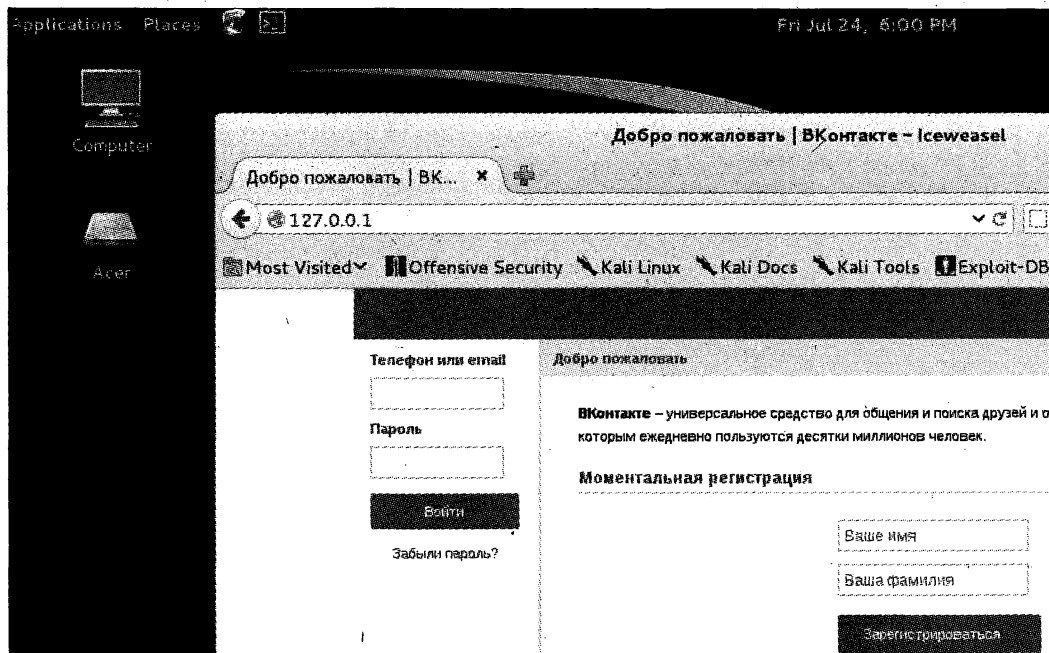 Applications Places Fri Jul 24, 6:00 PM
Computer
Acer
Добро пожаловать | ВКонтакте – Iceweasel
Добро пожаловать | ВК... ×
127.0.0.1
Most Visited Offensive Security Kali Linux Kali Docs Kali Tools Exploit-DB
Телефон или email
Пароль
Войти
Забыли пароль?
Добро пожаловать
ВКонтакте – универсальное средство для общения и поиска друзей и о
которым ежедневно пользуются десятки миллионов человек.
Моментальная регистрация
Ваше имя
Ваша фамилия
Зарегистрироваться